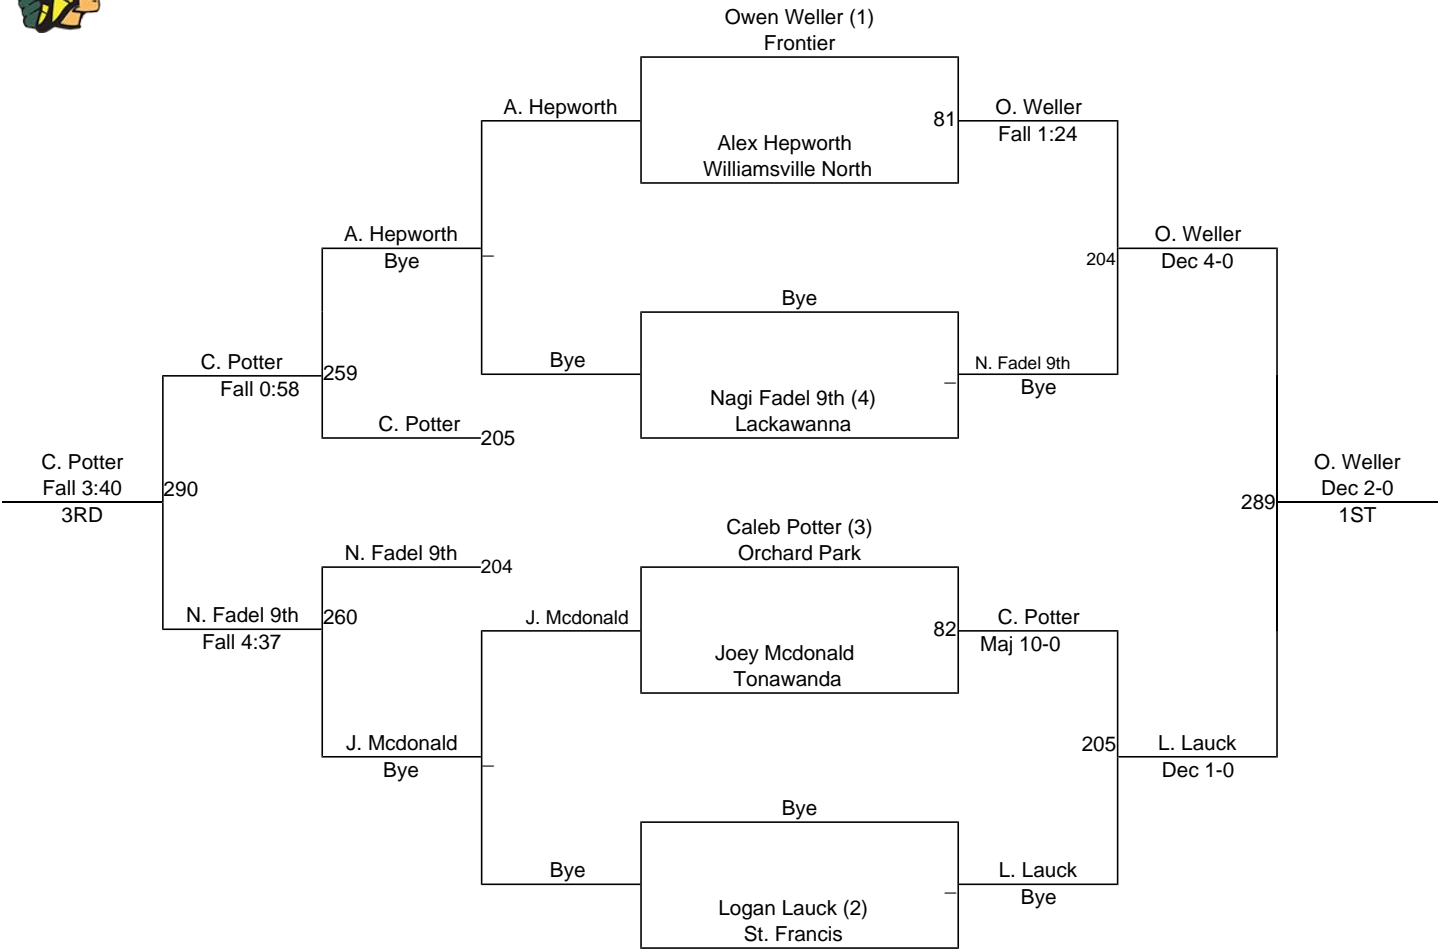 Owen Weller (1)
Frontier
A. Hepworth
81
O. Weller
Fall 1:24
Alex Hepworth
Williamsville North
A. Hepworth
Bye
204
O. Weller
Dec 4-0
Bye
C. Potter
Fall 0:58
259
Bye
N. Fadel 9th
Bye
Nagi Fadel 9th (4)
Lackawanna
C. Potter
205
C. Potter
Fall 3:40
3RD
290
289
O. Weller
Dec 2-0
1ST
Caleb Potter (3)
Orchard Park
N. Fadel 9th
204
N. Fadel 9th
Fall 4:37
260
J. Mcdonald
82
C. Potter
Maj 10-0
Joey Mcdonald
Tonawanda
J. Mcdonald
Bye
205
L. Lauck
Dec 1-0
Bye
Bye
L. Lauck
Bye
Logan Lauck (2)
St. Francis